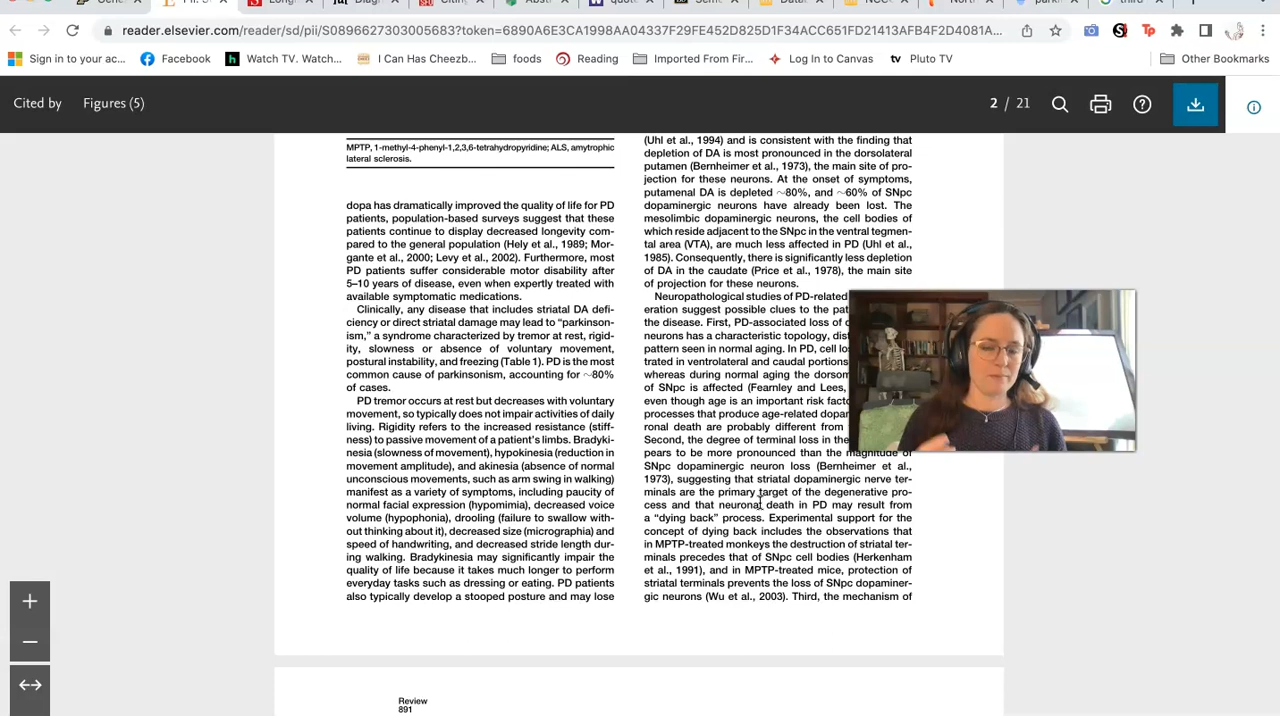 reader.elsevier.com/reader/sd/pii/S0896627303005683?token=6890A6E3CA1998AA04337F29FE452D825D1F34ACC651FD21413AFB4F2D4081A...
Sign in to your ac...
Facebook
Watch TV. Watch...
I Can Has Cheezb...
foods
Reading
Imported From Fir...
Log In to Canvas
tv Pluto TV
Other Bookmarks
Cited by
Figures (5)
2 / 21
MPTP, 1-methyl-4-phenyl-1,2,3,6-tetrahydropyridine; ALS, amytrophic
lateral sclerosis.
dopa has dramatically improved the quality of life for PD
patients, population-based surveys suggest that these
patients continue to display decreased longevity com-
pared to the general population (Hely et al., 1989; Mor-
gante et al., 2000; Levy et al., 2002). Furthermore, most
PD patients suffer considerable motor disability after
5–10 years of disease, even when expertly treated with
available symptomatic medications.
Clinically, any disease that includes striatal DA defi-
ciency or direct striatal damage may lead to “parkinson-
ism,” a syndrome characterized by tremor at rest, rigid-
ity, slowness or absence of voluntary movement,
postural instability, and freezing (Table 1). PD is the most
common cause of parkinsonism, accounting for ~80%
of cases.
PD tremor occurs at rest but decreases with voluntary
movement, so typically does not impair activities of daily
living. Rigidity refers to the increased resistance (stiff-
ness) to passive movement of a patient’s limbs. Bradyki-
nesia (slowness of movement), hypokinesia (reduction in
movement amplitude), and akinesia (absence of normal
unconscious movements, such as arm swing in walking)
manifest as a variety of symptoms, including paucity of
normal facial expression (hypomimia), decreased voice
volume (hypophonia), drooling (failure to swallow with-
out thinking about it), decreased size (micrographia) and
speed of handwriting, and decreased stride length dur-
ing walking. Bradykinesia may significantly impair the
quality of life because it takes much longer to perform
everyday tasks such as dressing or eating. PD patients
also typically develop a stooped posture and may lose
(Uhl et al., 1994) and is consistent with the finding that
depletion of DA is most pronounced in the dorsolateral
putamen (Bernheimer et al., 1973), the main site of pro-
jection for these neurons. At the onset of symptoms,
putamenal DA is depleted ~80%, and ~60% of SNpc
dopaminergic neurons have already been lost. The
mesolimbic dopaminergic neurons, the cell bodies of
which reside adjacent to the SNpc in the ventral tegmen-
tal area (VTA), are much less affected in PD (Uhl et al.,
1985). Consequently, there is significantly less depletion
of DA in the caudate (Price et al., 1978), the main site
of projection for these neurons.
Neuropathological studies of PD-related
eration suggest possible clues to the pat
the disease. First, PD-associated loss of
neurons has a characteristic topology, dist
pattern seen in normal aging. In PD, cell los
trated in ventrolateral and caudal portions
whereas during normal aging the dorsom
of SNpc is affected (Fearnley and Lees,
even though age is an important risk fact
processes that produce age-related dopa
ronal death are probably different from
Second, the degree of terminal loss in the
pears to be more pronounced than the magnitude of
SNpc dopaminergic neuron loss (Bernheimer et al.,
1973), suggesting that striatal dopaminergic nerve ter-
minals are the primary target of the degenerative pro-
cess and that neuronal death in PD may result from
a “dying back” process. Experimental support for the
concept of dying back includes the observations that
in MPTP-treated monkeys the destruction of striatal ter-
minals precedes that of SNpc cell bodies (Herkenham
et al., 1991), and in MPTP-treated mice, protection of
striatal terminals prevents the loss of SNpc dopaminer-
gic neurons (Wu et al., 2003). Third, the mechanism of
Review
891